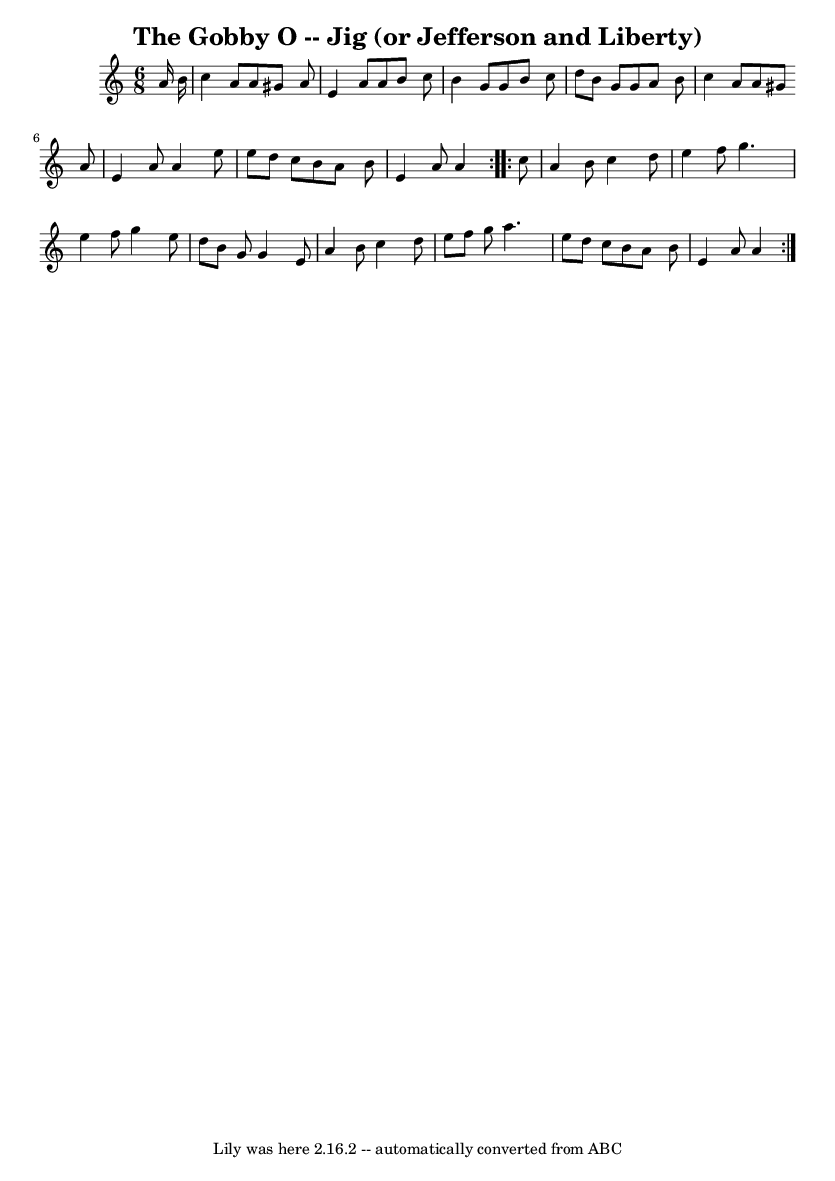 The Gobby O -- Jig (or Jefferson and Liberty)
6
8
6
Lily was here 2.16.2 -- automatically converted from ABC